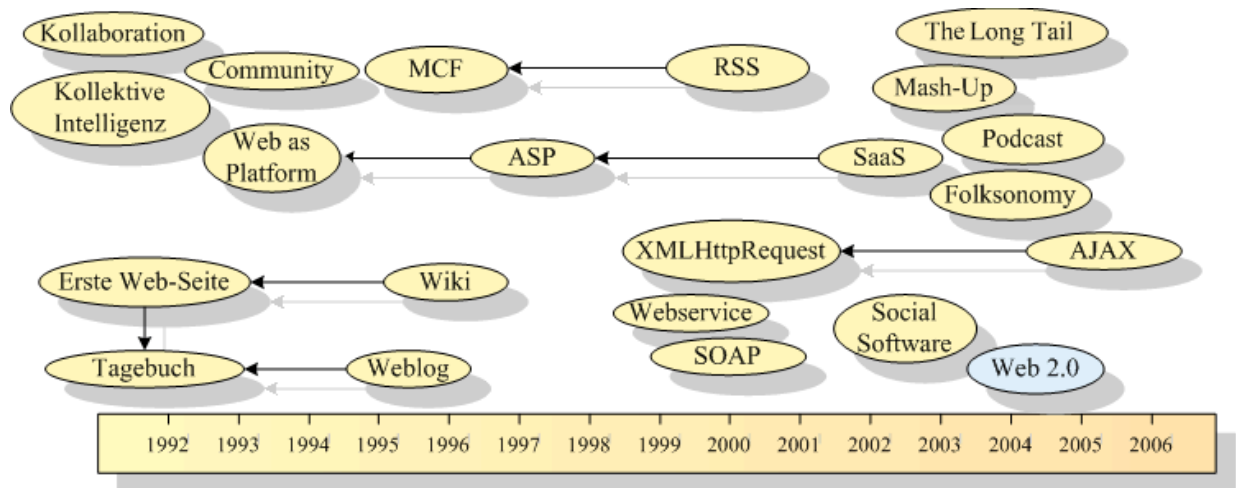 Kollaboration
Kollektive
Intelligenz
Community
MCF
RSS
The Long Tail
Mash-Up
Web as
Platform
ASP
SaaS
Podcast
Folksonomy
XMLHttpRequest
AJAX
Erste Web-Seite
Wiki
Webservice
Social
Software
Tagebuch
Weblog
SOAP
Web 2.0
1992 1993 1994 1995 1996 1997 1998 1999 2000 2001 2002 2003 2004 2005 2006